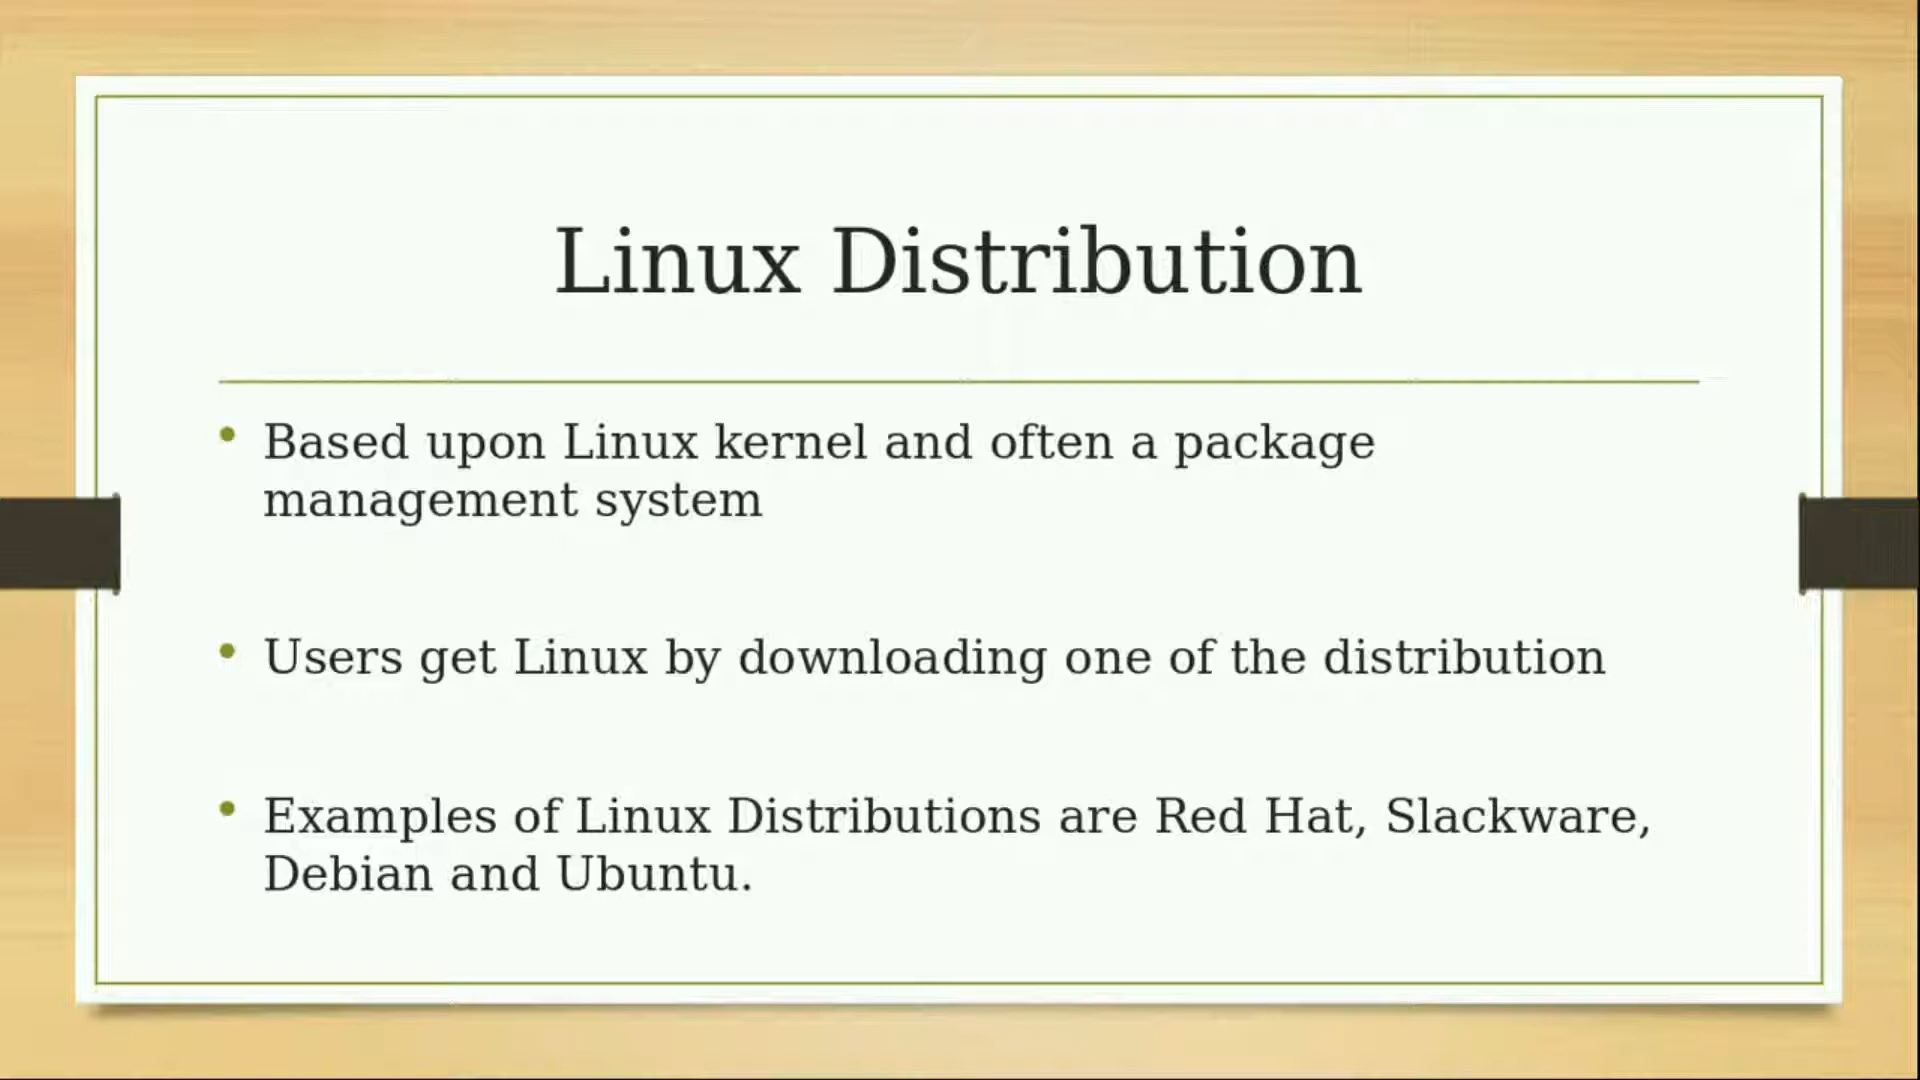 Linux Distribution
• Based upon Linux kernel and often a package
management system
• Users get Linux by downloading one of the distribution
• Examples of Linux Distributions are Red Hat, Slackware,
Debian and Ubuntu.